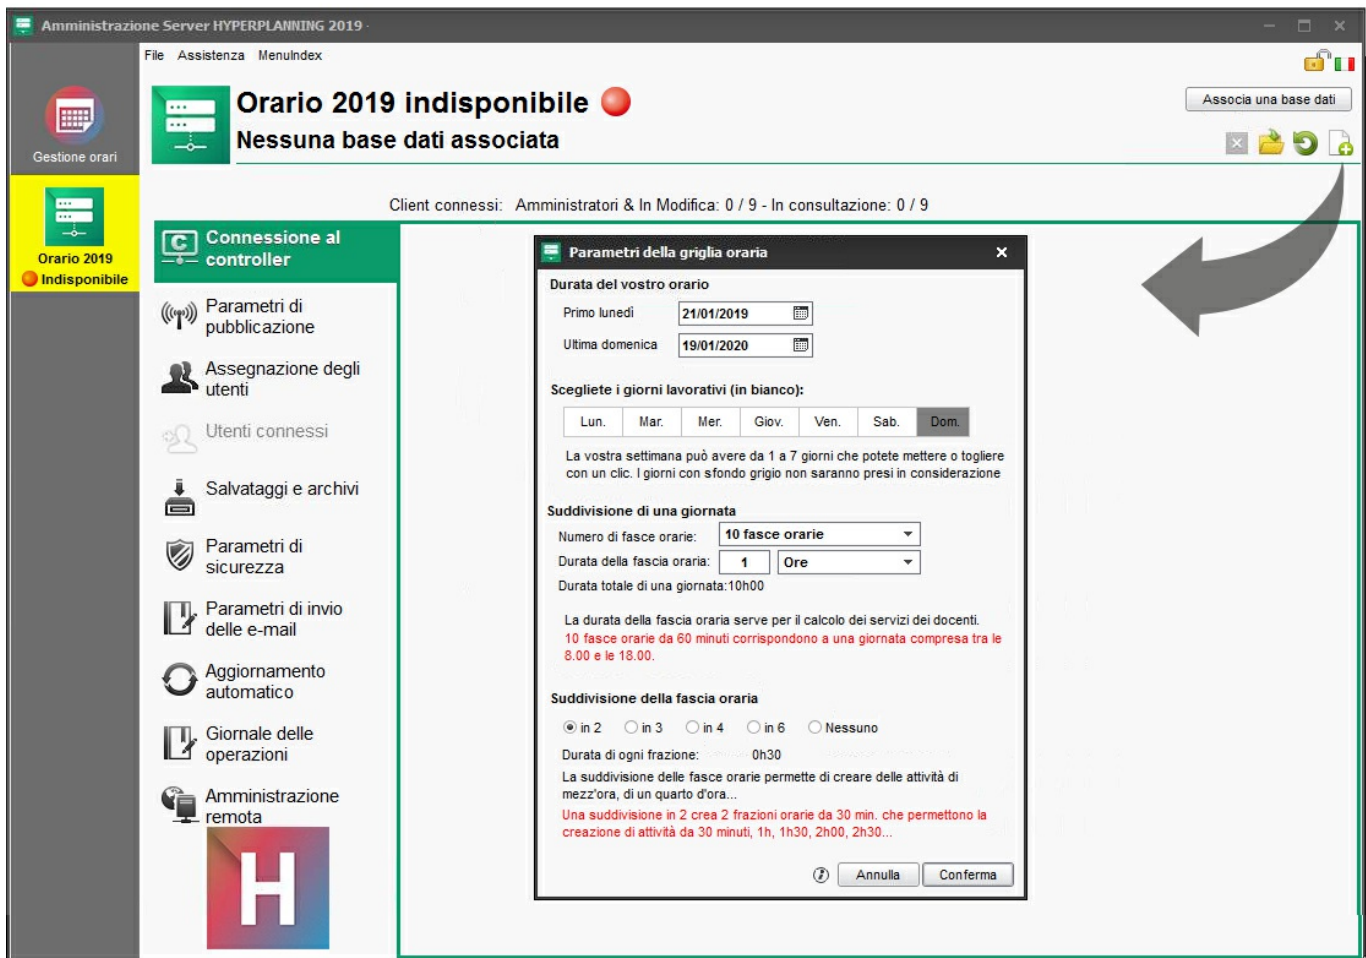 Amministrazione Server HYPERPLANNING 2019 -
File Assistenza MenuIndex
Gestione orari
Orario 2019 indisponibile
Nessuna base dati associata
Associa una base dati
Orario 2019
Indisponibile
Client connessi: Amministratori & In Modifica: 0 / 9 - In consultazione: 0 / 9
C
Connessione al
controller
Parametri di
pubblicazione
Assegnazione degli
utenti
Utenti connessi
Salvataggi e archivi
Parametri di
sicurezza
Parametri di invio
delle e-mail
Aggiornamento
automatico
Giornale delle
operazioni
Amministrazione
remota
H
Parametri della griglia oraria
Durata del vostro orario
Primo lunedì 21/01/2019
Ultima domenica 19/01/2020
Scegliete i giorni lavorativi (in bianco):
Lun. Mar. Mer. Giov. Ven. Sab. Dom.
La vostra settimana può avere da 1 a 7 giorni che potete mettere o togliere
con un clic. I giorni con sfondo grigio non saranno presi in considerazione
Suddivisione di una giornata
Numero di fasce orarie: 10 fasce orarie
Durata della fascia oraria: 1 Ore
Durata totale di una giornata:10h00
La durata della fascia oraria serve per il calcolo dei servizi dei docenti.
10 fasce orarie da 60 minuti corrispondono a una giornata compresa tra le
8.00 e le 18.00.
Suddivisione della fascia oraria
in 2 in 3 in 4 in 6 Nessuno
Durata di ogni frazione: 0h30
La suddivisione delle fasce orarie permette di creare delle attività di
mezz'ora, di un quarto d'ora...
Una suddivisione in 2 crea 2 frazioni orarie da 30 min. che permettono la
creazione di attività da 30 minuti, 1h, 1h30, 2h00, 2h30...
Annulla Conferma